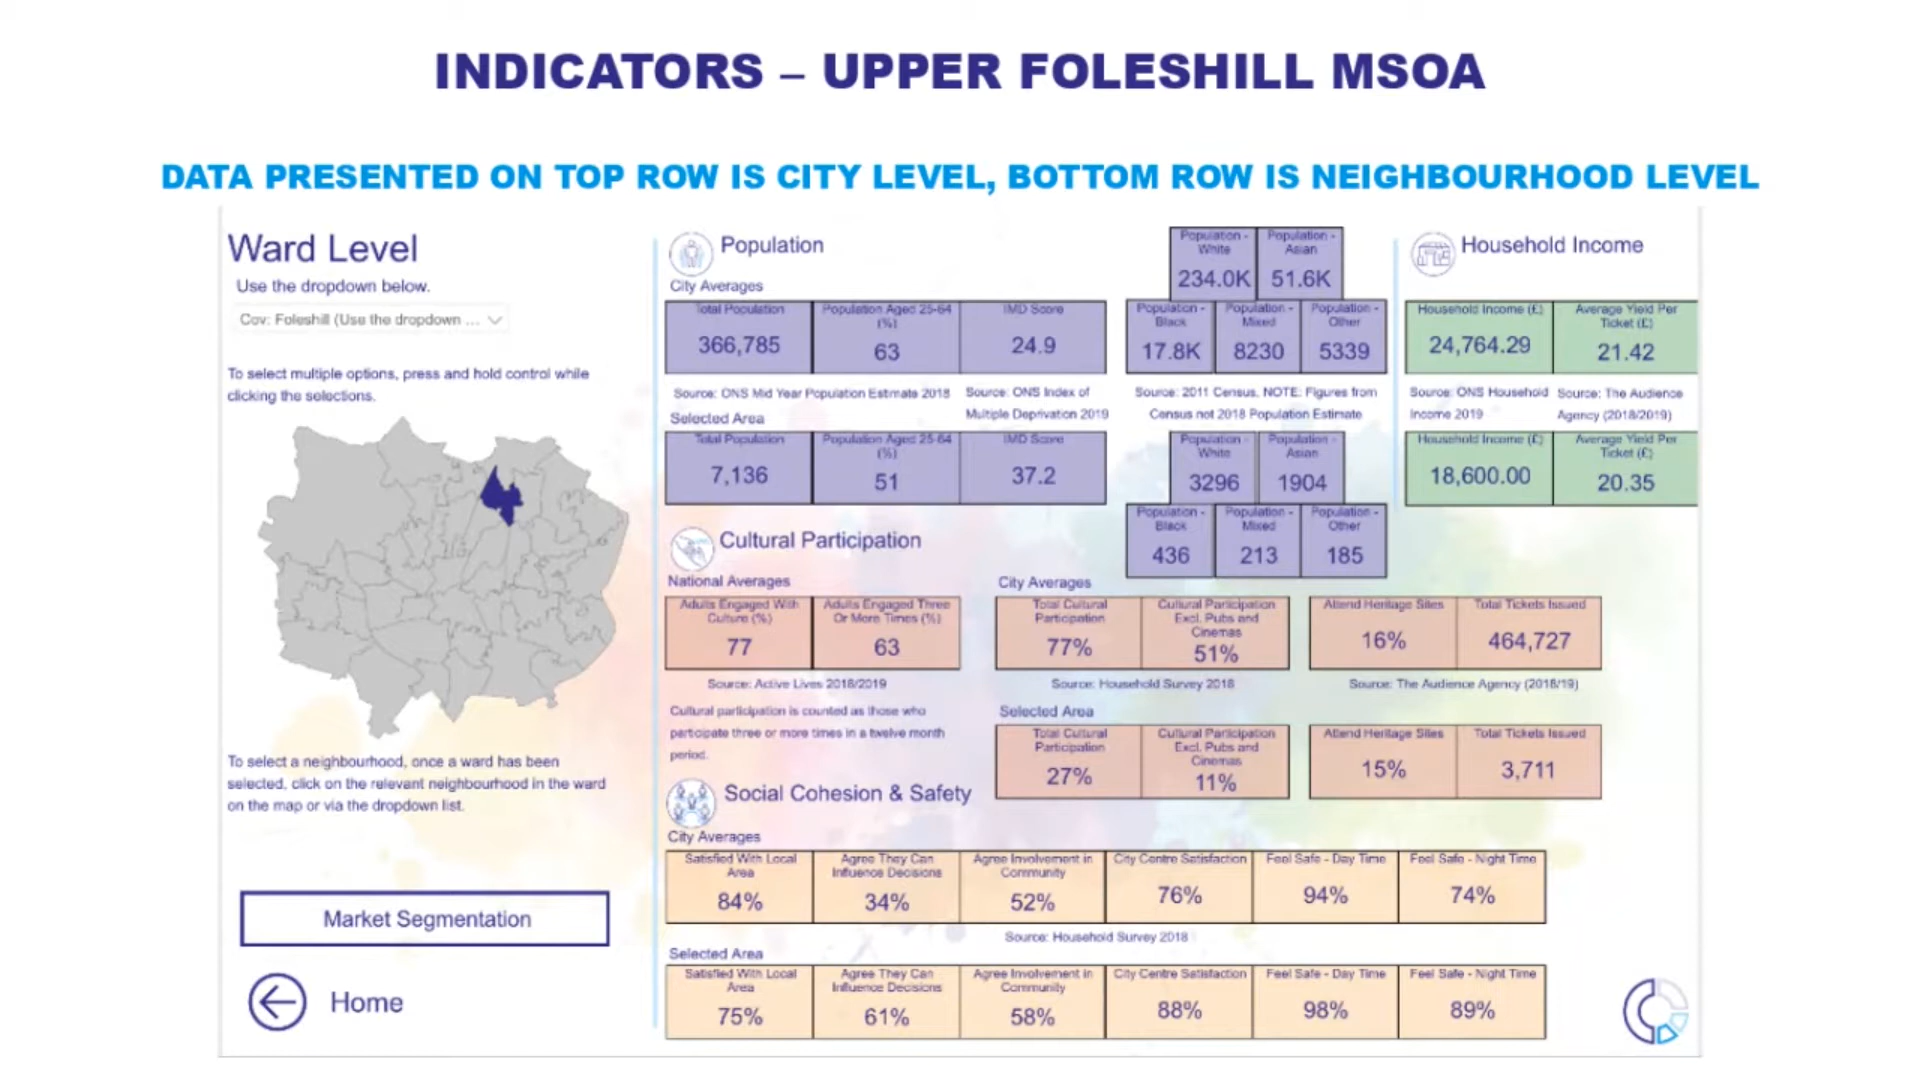 INDICATORS – UPPER FOLESHILL MSOA
DATA PRESENTED ON TOP ROW IS CITY LEVEL, BOTTOM ROW IS NEIGHBOURHOOD LEVEL
Ward Level
Use the dropdown below.
Cov: Foleshill (Use the dropdown ...
To select multiple options, press and hold control while
clicking the selections.
To select a neighbourhood, once a ward has been
selected, click on the relevant neighbourhood in the ward
on the map or via the dropdown list.
Market Segmentation
Home
Population
City Averages
Total Population
366,785
Population Aged 25-64
(%)
63
IMD Score
24.9
Source: ONS Mid Year Population Estimate 2018
Source: ONS Index of
Multiple Deprivation 2019
Population -
White
234.0K
Population -
Asian
51.6K
Population -
Black
17.8K
Population -
Mixed
8230
Population -
Other
5339
Source: 2011 Census, NOTE: Figures from
Census not 2018 Population Estimate
Selected Area
Total Population
7,136
Population Aged 25-64
(%)
51
IMD Score
37.2
Population -
White
3296
Population -
Asian
1904
Population -
Black
436
Population -
Mixed
213
Population -
Other
185
Household Income
Household Income (£)
24,764.29
Average Yield Per
Ticket (£)
21.42
Source: ONS Household
Income 2019
Source: The Audience
Agency (2018/2019)
Household Income (£)
18,600.00
Average Yield Per
Ticket (£)
20.35
Cultural Participation
National Averages
Adults Engaged With
Culture (%)
77
Adults Engaged Three
Or More Times (%)
63
Source: Active Lives 2018/2019
Cultural participation is counted as those who
participate three or more times in a twelve month
period.
City Averages
Total Cultural
Participation
77%
Cultural Participation
Excl. Pubs and
Cinemas
51%
Attend Heritage Sites
16%
Total Tickets Issued
464,727
Source: Household Survey 2018
Source: The Audience Agency (2018/19)
Selected Area
Total Cultural
Participation
27%
Cultural Participation
Excl. Pubs and
Cinemas
11%
Attend Heritage Sites
15%
Total Tickets Issued
3,711
Social Cohesion & Safety
City Averages
Satisfied With Local
Area
84%
Agree They Can
Influence Decisions
34%
Agree Involvement in
Community
52%
City Centre Satisfaction
76%
Feel Safe - Day Time
94%
Feel Safe - Night Time
74%
Source: Household Survey 2018
Selected Area
Satisfied With Local
Area
75%
Agree They Can
Influence Decisions
61%
Agree Involvement in
Community
58%
City Centre Satisfaction
88%
Feel Safe - Day Time
98%
Feel Safe - Night Time
89%